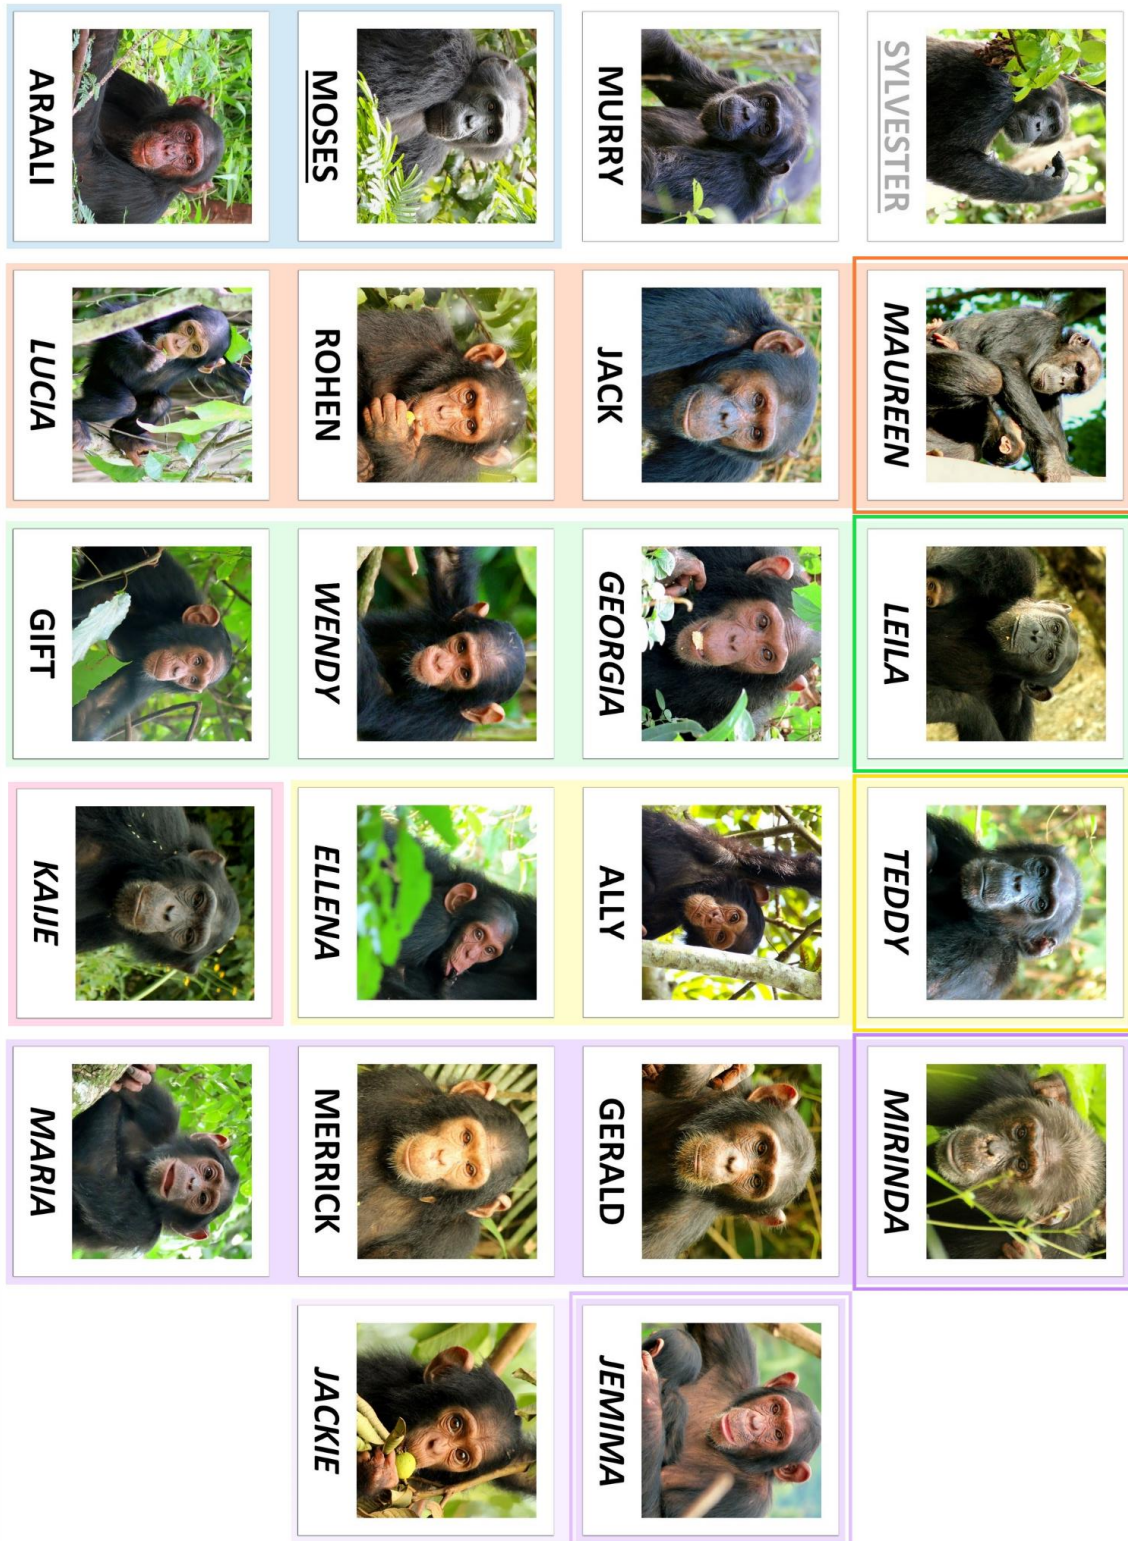 SYLVESTER
MAUREEN
LEILA
TEDDY
MIRINDA
MURRY
JACK
GEORGIA
ALLY
GERALD
JEMIMA
MOSES
ROHEN
WENDY
ELLENA
MERRICK
JACKIE
ARAALI
LUCIA
GIFT
KAIJE
MARIA